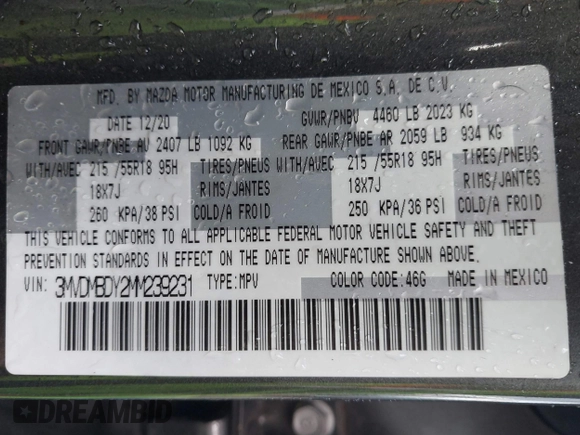 MFD. BY MAZDA MOTOR MANUFACTURING DE MEXICO S.A. DE C.V.
DATE 12/20 GVWR/PNBV 4460 LB 2023 KG
FRONT GAWR/PNBE AV 2407 LB 1092 KG REAR GAWR/PNBE AR 2059 LB 934 KG
WITH/AVEC 215 /55R18 95H TIRES/PNEUS WITH/AVEC 215 /55R18 95H TIRES/PNEUS
18X7J RIMS/JANTES 18X7J RIMS/JANTES
260 KPA/38 PSI COLD/A FROID 250 KPA/36 PSI COLD/A FROID
THIS VEHICLE CONFORMS TO ALL APPLICABLE FEDERAL MOTOR VEHICLE SAFETY AND THEFT
PREVENTION STANDARDS IN EFFECT ON THE DATE OF MANUFACTURE SHOWN ABOVE.
VIN: 3MVDMBDY2MM239231 TYPE:MPV COLOR CODE:46G MADE IN MEXICO
DREAMBID